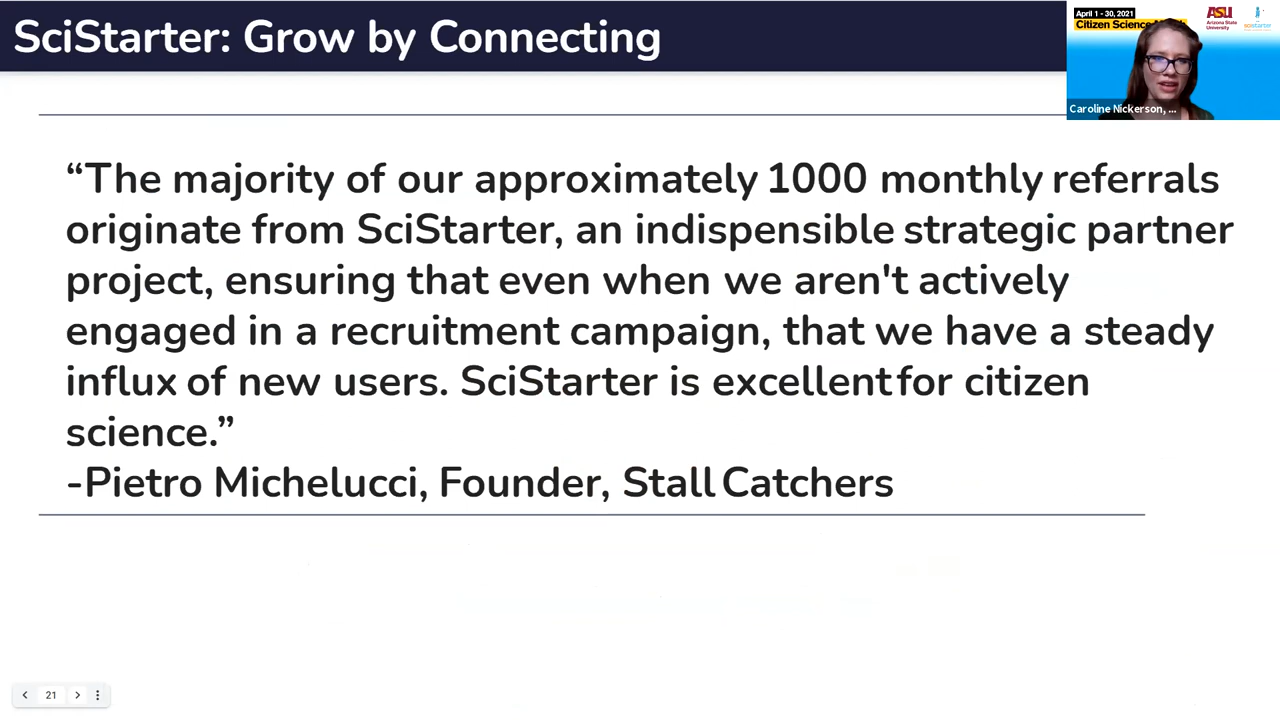 SciStarter: Grow by Connecting
April 1 - 30, 2021
Citizen Science
ASU
Arizona State
University
scistarter
Caroline Nickerson, ...
“The majority of our approximately 1000 monthly referrals
originate from SciStarter, an indispensible strategic partner
project, ensuring that even when we aren't actively
engaged in a recruitment campaign, that we have a steady
influx of new users. SciStarter is excellent for citizen
science.”
-Pietro Michelucci, Founder, Stall Catchers
21